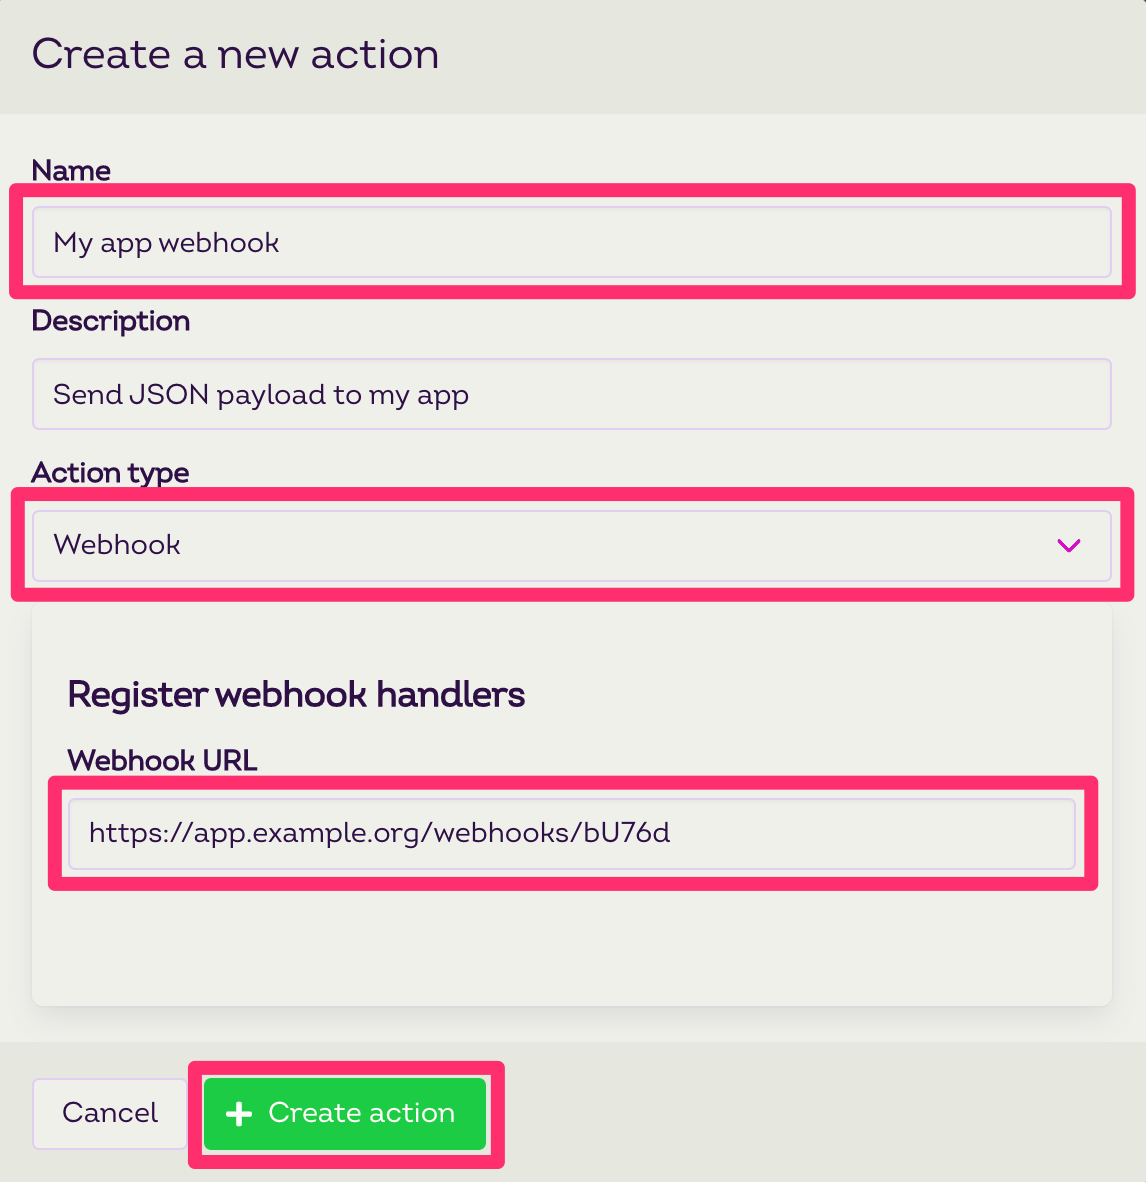 Create a new action
Name
My app webhook
Description
Send JSON payload to my app
Action type
Webhook
Register webhook handlers
Webhook URL
https://app.example.org/webhooks/bU76d
Cancel
Create action